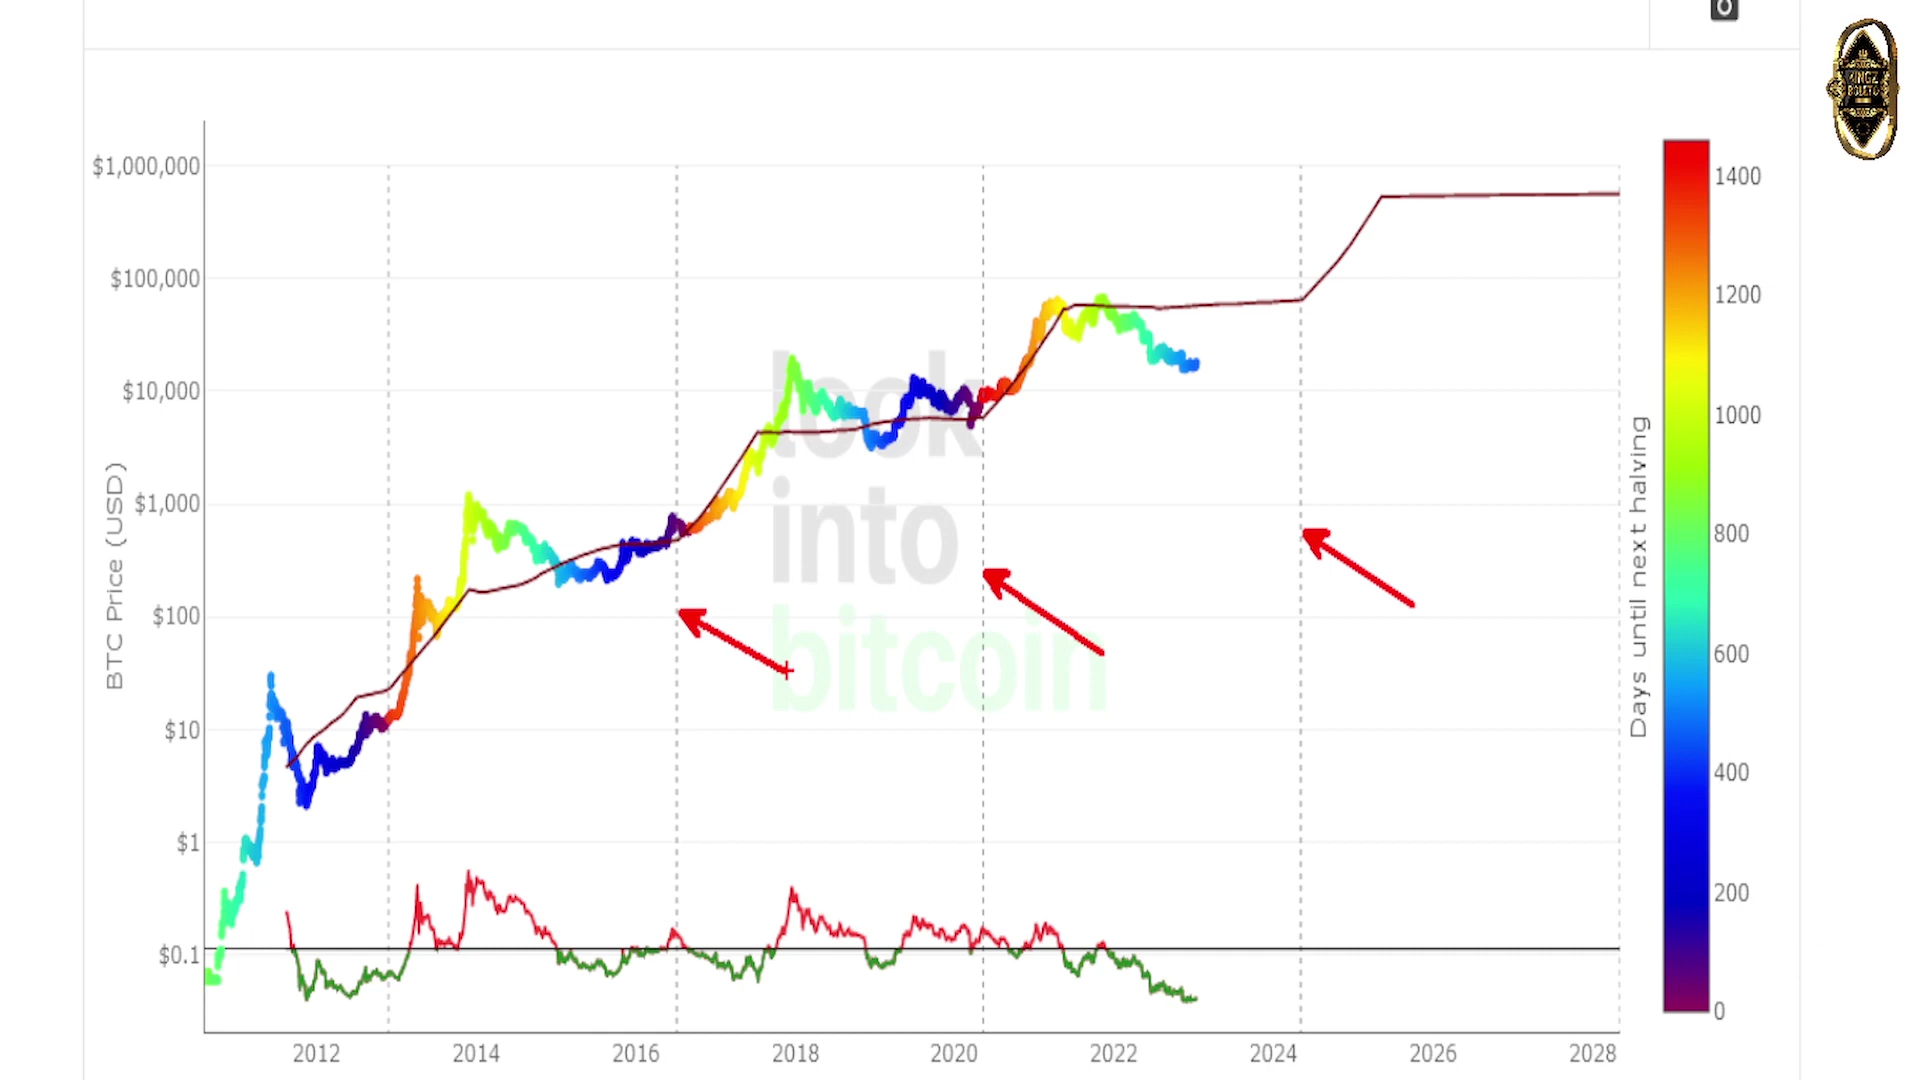 $1,000,000
$100,000
$10,000
$1,000
$100
$10
$1
$0.1
BTC Price (USD)
look
into
bitcoin
2012 2014 2016 2018 2020 2022 2024 2026 2028
Days until next halving
1400
1200
1000
800
600
400
200
0